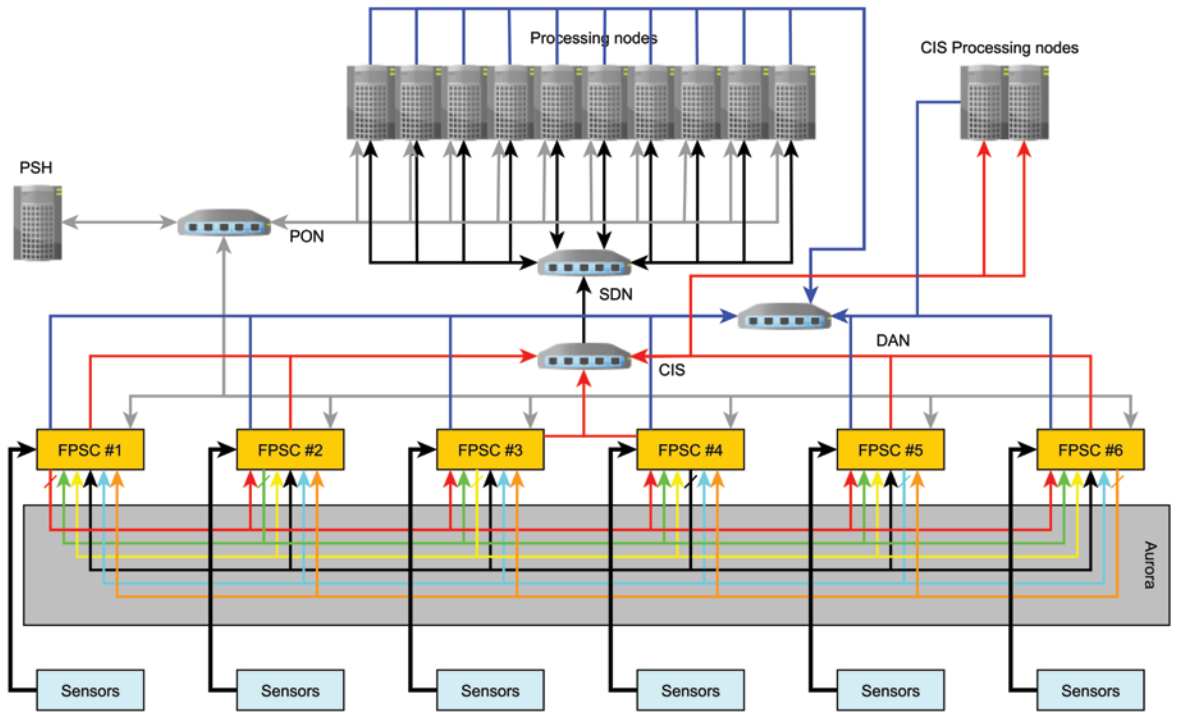 Processing nodes
CIS Processing nodes
PSH
PON
SDN
DAN
CIS
FPSC #1
FPSC #2
FPSC #3
FPSC #4
FPSC #5
FPSC #6
Aurora
Sensors
Sensors
Sensors
Sensors
Sensors
Sensors